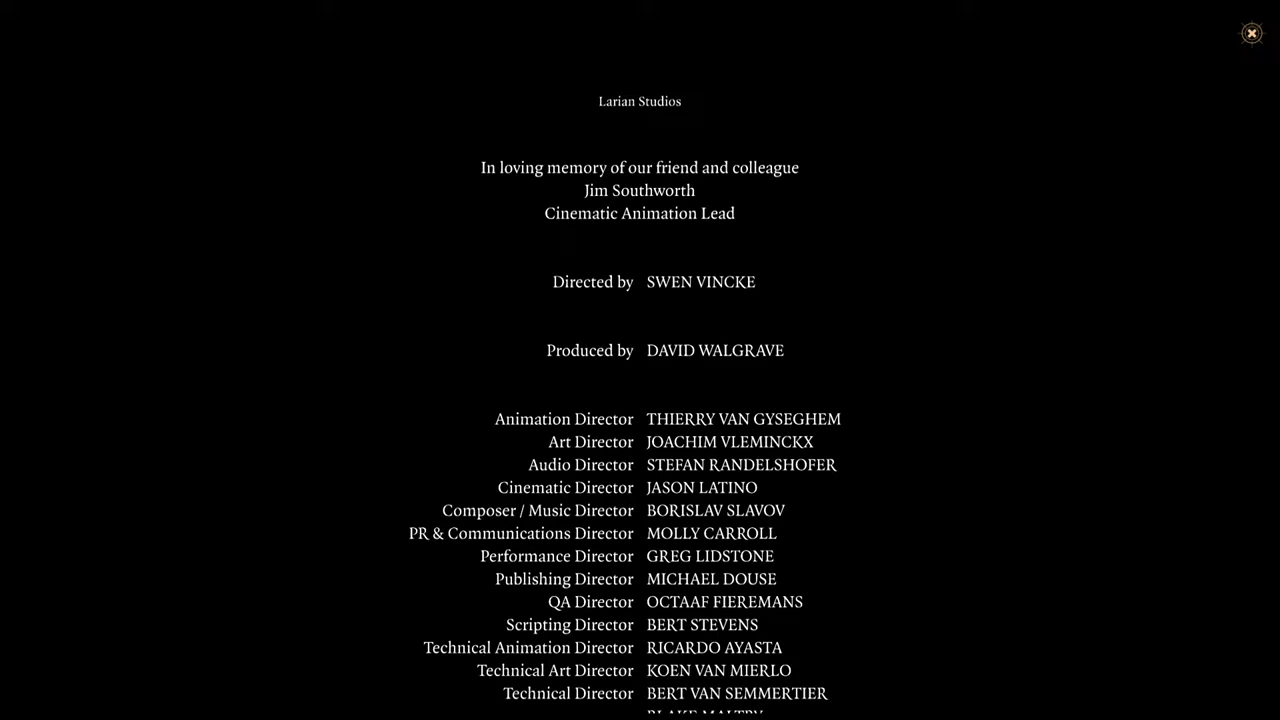 Larian Studios
In loving memory of our friend and colleague
Jim Southworth
Cinematic Animation Lead
Directed by SWEN VINCKE
Produced by DAVID WALGRAVE
Animation Director THIERRY VAN GYSEGHEM
Art Director JOACHIM VLEMINCKX
Audio Director STEFAN RANDELSHOFER
Cinematic Director JASON LATINO
Composer / Music Director BORISLAV SLAVOV
PR & Communications Director MOLLY CARROLL
Performance Director GREG LIDSTONE
Publishing Director MICHAEL DOUSE
QA Director OCTAAF FIEREMANS
Scripting Director BERT STEVENS
Technical Animation Director RICARDO AYASTA
Technical Art Director KOEN VAN MIERLO
Technical Director BERT VAN SEMMERTIER